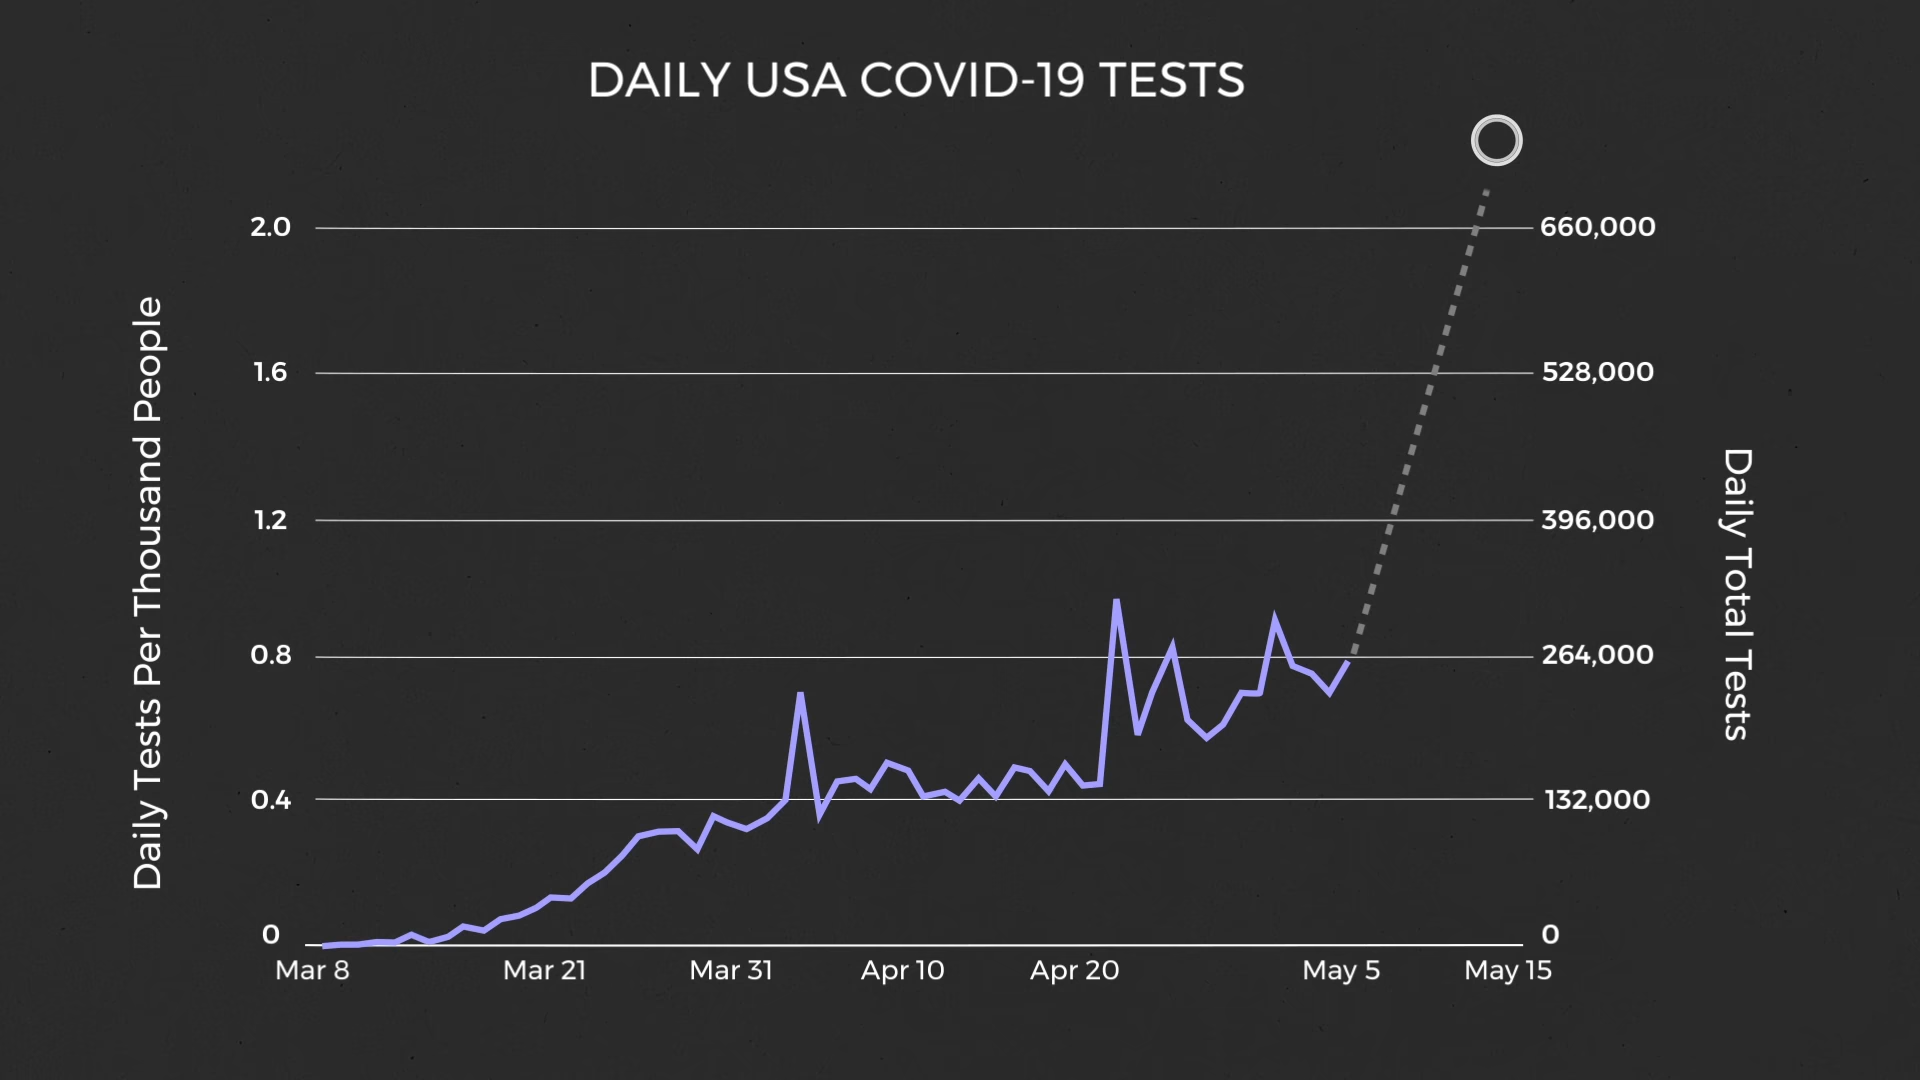 DAILY USA COVID-19 TESTS
Daily Tests Per Thousand People
2.0
1.6
1.2
0.8
0.4
0
660,000
528,000
396,000
264,000
132,000
0
Daily Total Tests
Mar 8
Mar 21
Mar 31
Apr 10
Apr 20
May 5
May 15